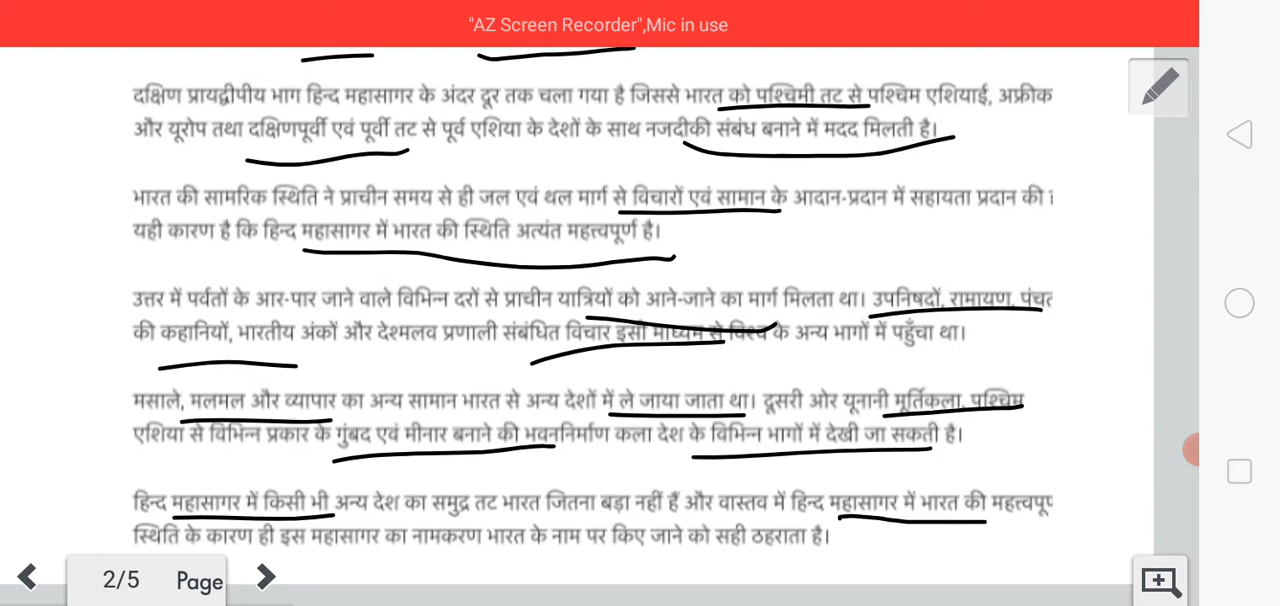 "AZ Screen Recorder",Mic in use
दक्षिण प्रायद्वीपीय भाग हिन्द महासागर के अंदर दूर तक चला गया है जिससे भारत को पश्चिमी तट से पश्चिम एशियाई, अफ्रीक
और यूरोप तथा दक्षिणपूर्वी एवं पूर्वी तट से पूर्व एशिया के देशों के साथ नजदीकी संबंध बनाने में मदद मिलती है।
भारत की सामरिक स्थिति ने प्राचीन समय से ही जल एवं थल मार्ग से विचारों एवं सामान के आदान-प्रदान में सहायता प्रदान की
यही कारण है कि हिन्द महासागर में भारत की स्थिति अत्यंत महत्त्वपूर्ण है।
उत्तर में पर्वतों के आर-पार जाने वाले विभिन्न दर्रों से प्राचीन यात्रियों को आने-जाने का मार्ग मिलता था। उपनिषदों, रामायण, पंचत
की कहानियों, भारतीय अंकों और देश्मलव प्रणाली संबंधित विचार इसी माध्यम से विश्व के अन्य भागों में पहुँचा था।
मसाले, मलमल और व्यापार का अन्य सामान भारत से अन्य देशों में ले जाया जाता था। दूसरी ओर यूनानी मूर्तिकला, पश्चिम
एशिया से विभिन्न प्रकार के गुंबद एवं मीनार बनाने की भवननिर्माण कला देश के विभिन्न भागों में देखी जा सकती है।
हिन्द महासागर में किसी भी अन्य देश का समुद्र तट भारत जितना बड़ा नहीं हैं और वास्तव में हिन्द महासागर में भारत की महत्त्वपूर्
स्थिति के कारण ही इस महासागर का नामकरण भारत के नाम पर किए जाने को सही ठहराता है।
2/5 Page